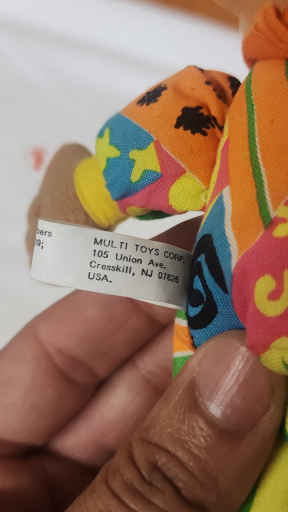 MULTI TOYS CORP.
105 Union Ave.
Cresskill, NJ 07626
USA.